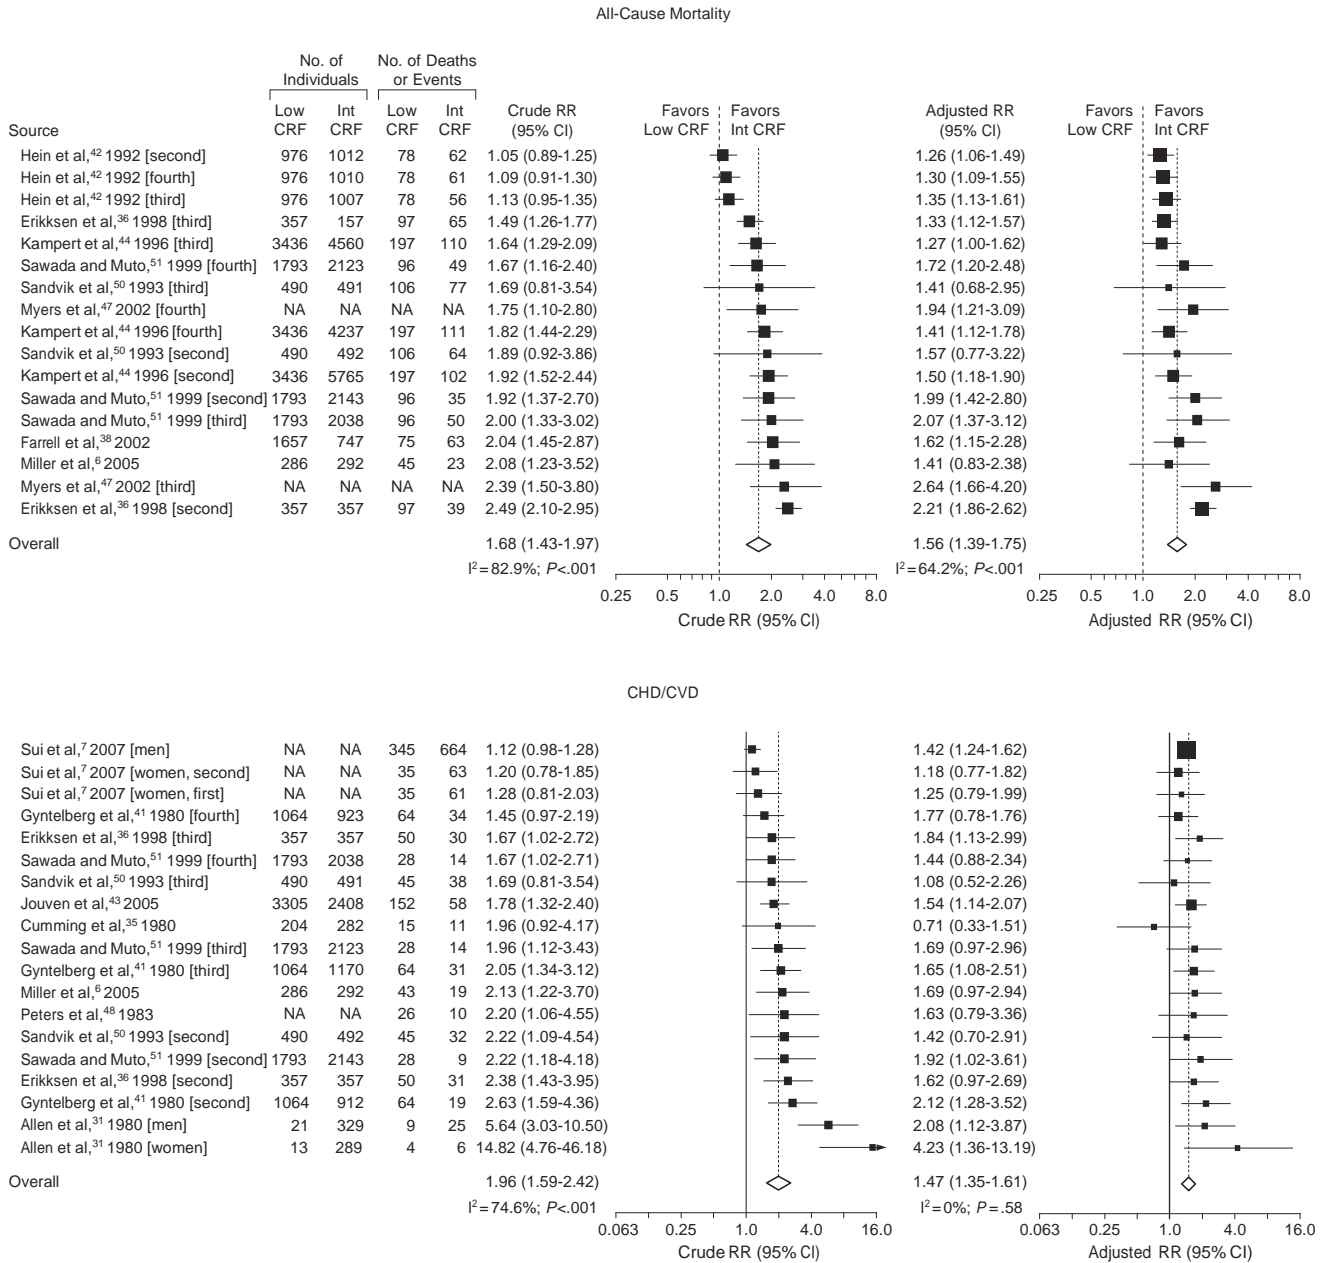 All-Cause Mortality
No. of Individuals No. of Deaths or Events
Source Low CRF Int CRF Low CRF Int CRF Crude RR (95% CI) Favors Low CRF Favors Int CRF Adjusted RR (95% CI) Favors Low CRF Favors Int CRF
Hein et al,42 1992 [second] 976 1012 78 62 1.05 (0.89-1.25) 1.26 (1.06-1.49)
Hein et al,42 1992 [fourth] 976 1010 78 61 1.09 (0.91-1.30) 1.30 (1.09-1.55)
Hein et al,42 1992 [third] 976 1007 78 56 1.13 (0.95-1.35) 1.35 (1.13-1.61)
Erikksen et al,36 1998 [third] 357 157 97 65 1.49 (1.26-1.77) 1.33 (1.12-1.57)
Kampert et al,44 1996 [third] 3436 4560 197 110 1.64 (1.29-2.09) 1.27 (1.00-1.62)
Sawada and Muto,51 1999 [fourth] 1793 2123 96 49 1.67 (1.16-2.40) 1.72 (1.20-2.48)
Sandvik et al,50 1993 [third] 490 491 106 77 1.69 (0.81-3.54) 1.41 (0.68-2.95)
Myers et al,47 2002 [fourth] NA NA NA NA 1.75 (1.10-2.80) 1.94 (1.21-3.09)
Kampert et al,44 1996 [fourth] 3436 4237 197 111 1.82 (1.44-2.29) 1.41 (1.12-1.78)
Sandvik et al,50 1993 [second] 490 492 106 64 1.89 (0.92-3.86) 1.57 (0.77-3.22)
Kampert et al,44 1996 [second] 3436 5765 197 102 1.92 (1.52-2.44) 1.50 (1.18-1.90)
Sawada and Muto,51 1999 [second] 1793 2143 96 35 1.92 (1.37-2.70) 1.99 (1.42-2.80)
Sawada and Muto,51 1999 [third] 1793 2038 96 50 2.00 (1.33-3.02) 2.07 (1.37-3.12)
Farrell et al,38 2002 1657 747 75 63 2.04 (1.45-2.87) 1.62 (1.15-2.28)
Miller et al,6 2005 286 292 45 23 2.08 (1.23-3.52) 1.41 (0.83-2.38)
Myers et al,47 2002 [third] NA NA NA NA 2.39 (1.50-3.80) 2.64 (1.66-4.20)
Erikksen et al,36 1998 [second] 357 357 97 39 2.49 (2.10-2.95) 2.21 (1.86-2.62)
Overall 1.68 (1.43-1.97) 1.56 (1.39-1.75)
I2=82.9%; P<.001 I2=64.2%; P<.001
0.25 0.5 1.0 2.0 4.0 8.0 0.25 0.5 1.0 2.0 4.0 8.0
Crude RR (95% CI) Adjusted RR (95% CI)
CHD/CVD
Sui et al,7 2007 [men] NA NA 345 664 1.12 (0.98-1.28) 1.42 (1.24-1.62)
Sui et al,7 2007 [women, second] NA NA 35 63 1.20 (0.78-1.85) 1.18 (0.77-1.82)
Sui et al,7 2007 [women, first] NA NA 35 61 1.28 (0.81-2.03) 1.25 (0.79-1.99)
Gyntelberg et al,41 1980 [fourth] 1064 923 64 34 1.45 (0.97-2.19) 1.77 (0.78-1.76)
Erikksen et al,36 1998 [third] 357 357 50 30 1.67 (1.02-2.72) 1.84 (1.13-2.99)
Sawada and Muto,51 1999 [fourth] 1793 2038 28 14 1.67 (1.02-2.71) 1.44 (0.88-2.34)
Sandvik et al,50 1993 [third] 490 491 45 38 1.69 (0.81-3.54) 1.08 (0.52-2.26)
Jouven et al,43 2005 3305 2408 152 58 1.78 (1.32-2.40) 1.54 (1.14-2.07)
Cumming et al,35 1980 204 282 15 11 1.96 (0.92-4.17) 0.71 (0.33-1.51)
Sawada and Muto,51 1999 [third] 1793 2123 28 14 1.96 (1.12-3.43) 1.69 (0.97-2.96)
Gyntelberg et al,41 1980 [third] 1064 1170 64 31 2.05 (1.34-3.12) 1.65 (1.08-2.51)
Miller et al,6 2005 286 292 43 19 2.13 (1.22-3.70) 1.69 (0.97-2.94)
Peters et al,48 1983 NA NA 26 10 2.20 (1.06-4.55) 1.63 (0.79-3.36)
Sandvik et al,50 1993 [second] 490 492 45 32 2.22 (1.09-4.54) 1.42 (0.70-2.91)
Sawada and Muto,51 1999 [second] 1793 2143 28 9 2.22 (1.18-4.18) 1.92 (1.02-3.61)
Erikksen et al,36 1998 [second] 357 357 50 31 2.38 (1.43-3.95) 1.62 (0.97-2.69)
Gyntelberg et al,41 1980 [second] 1064 912 64 19 2.63 (1.59-4.36) 2.12 (1.28-3.52)
Allen et al,31 1980 [men] 21 329 9 25 5.64 (3.03-10.50) 2.08 (1.12-3.87)
Allen et al,31 1980 [women] 13 289 4 6 14.82 (4.76-46.18) 4.23 (1.36-13.19)
Overall 1.96 (1.59-2.42) 1.47 (1.35-1.61)
I2=74.6%; P<.001 I2=0%; P=.58
0.063 0.25 1.0 4.0 16.0 0.063 0.25 1.0 4.0 16.0
Crude RR (95% CI) Adjusted RR (95% CI)